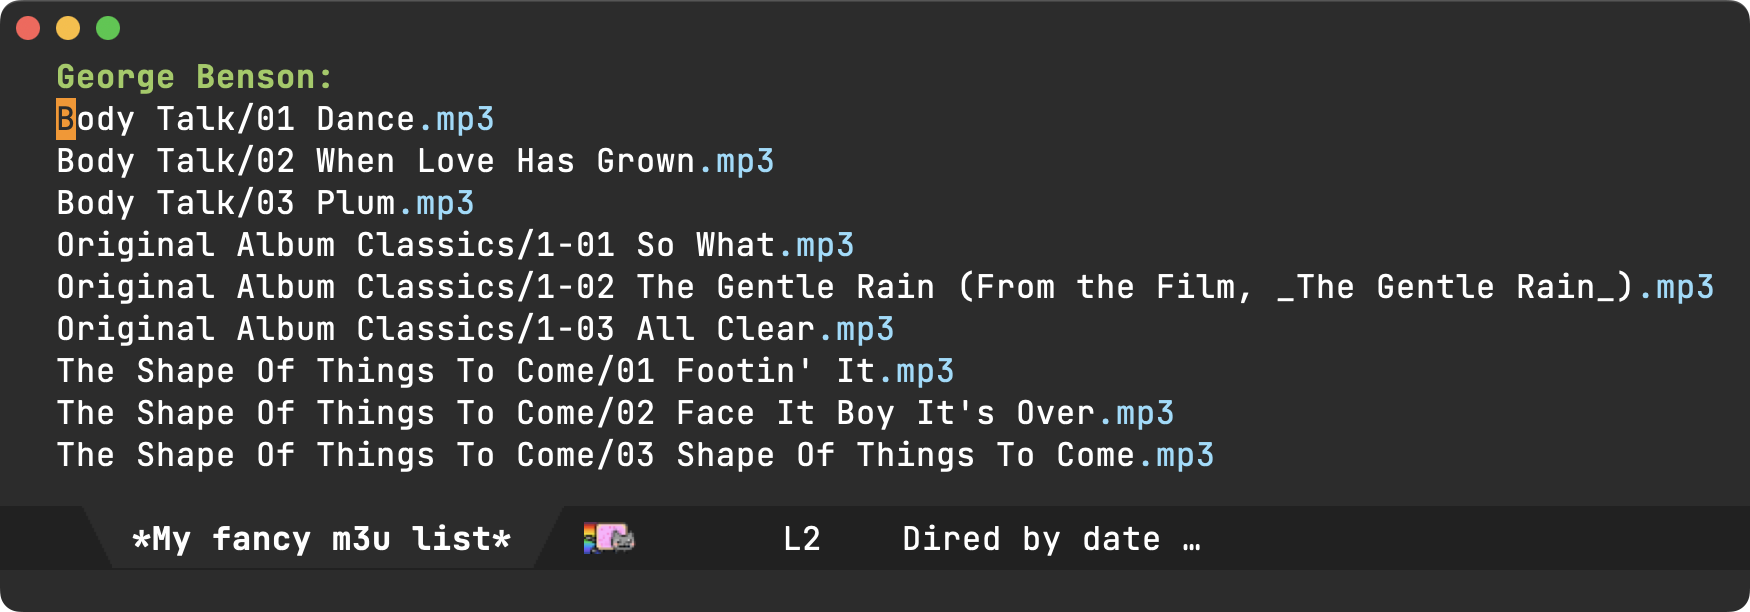 George Benson:
Body Talk/01 Dance.mp3
Body Talk/02 When Love Has Grown.mp3
Body Talk/03 Plum.mp3
Original Album Classics/1-01 So What.mp3
Original Album Classics/1-02 The Gentle Rain (From the Film, _The Gentle Rain_).mp3
Original Album Classics/1-03 All Clear.mp3
The Shape Of Things To Come/01 Footin' It.mp3
The Shape Of Things To Come/02 Face It Boy It's Over.mp3
The Shape Of Things To Come/03 Shape Of Things To Come.mp3
*My fancy m3u list* L2 Dired by date …